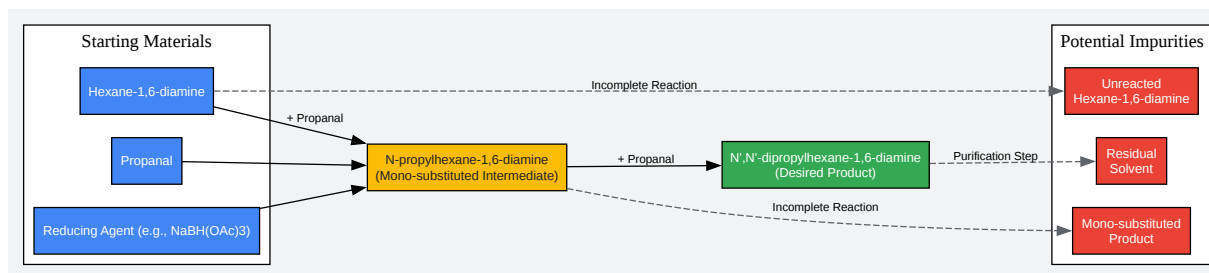 Starting Materials
Hexane-1,6-diamine
Propanal
Reducing Agent (e.g., NaBH(OAc)3)
+ Propanal
N-propylhexane-1,6-diamine
(Mono-substituted Intermediate)
+ Propanal
N',N'-dipropylhexane-1,6-diamine
(Desired Product)
Incomplete Reaction
Purification Step
Incomplete Reaction
Potential Impurities
Unreacted
Hexane-1,6-diamine
Residual
Solvent
Mono-substituted
Product